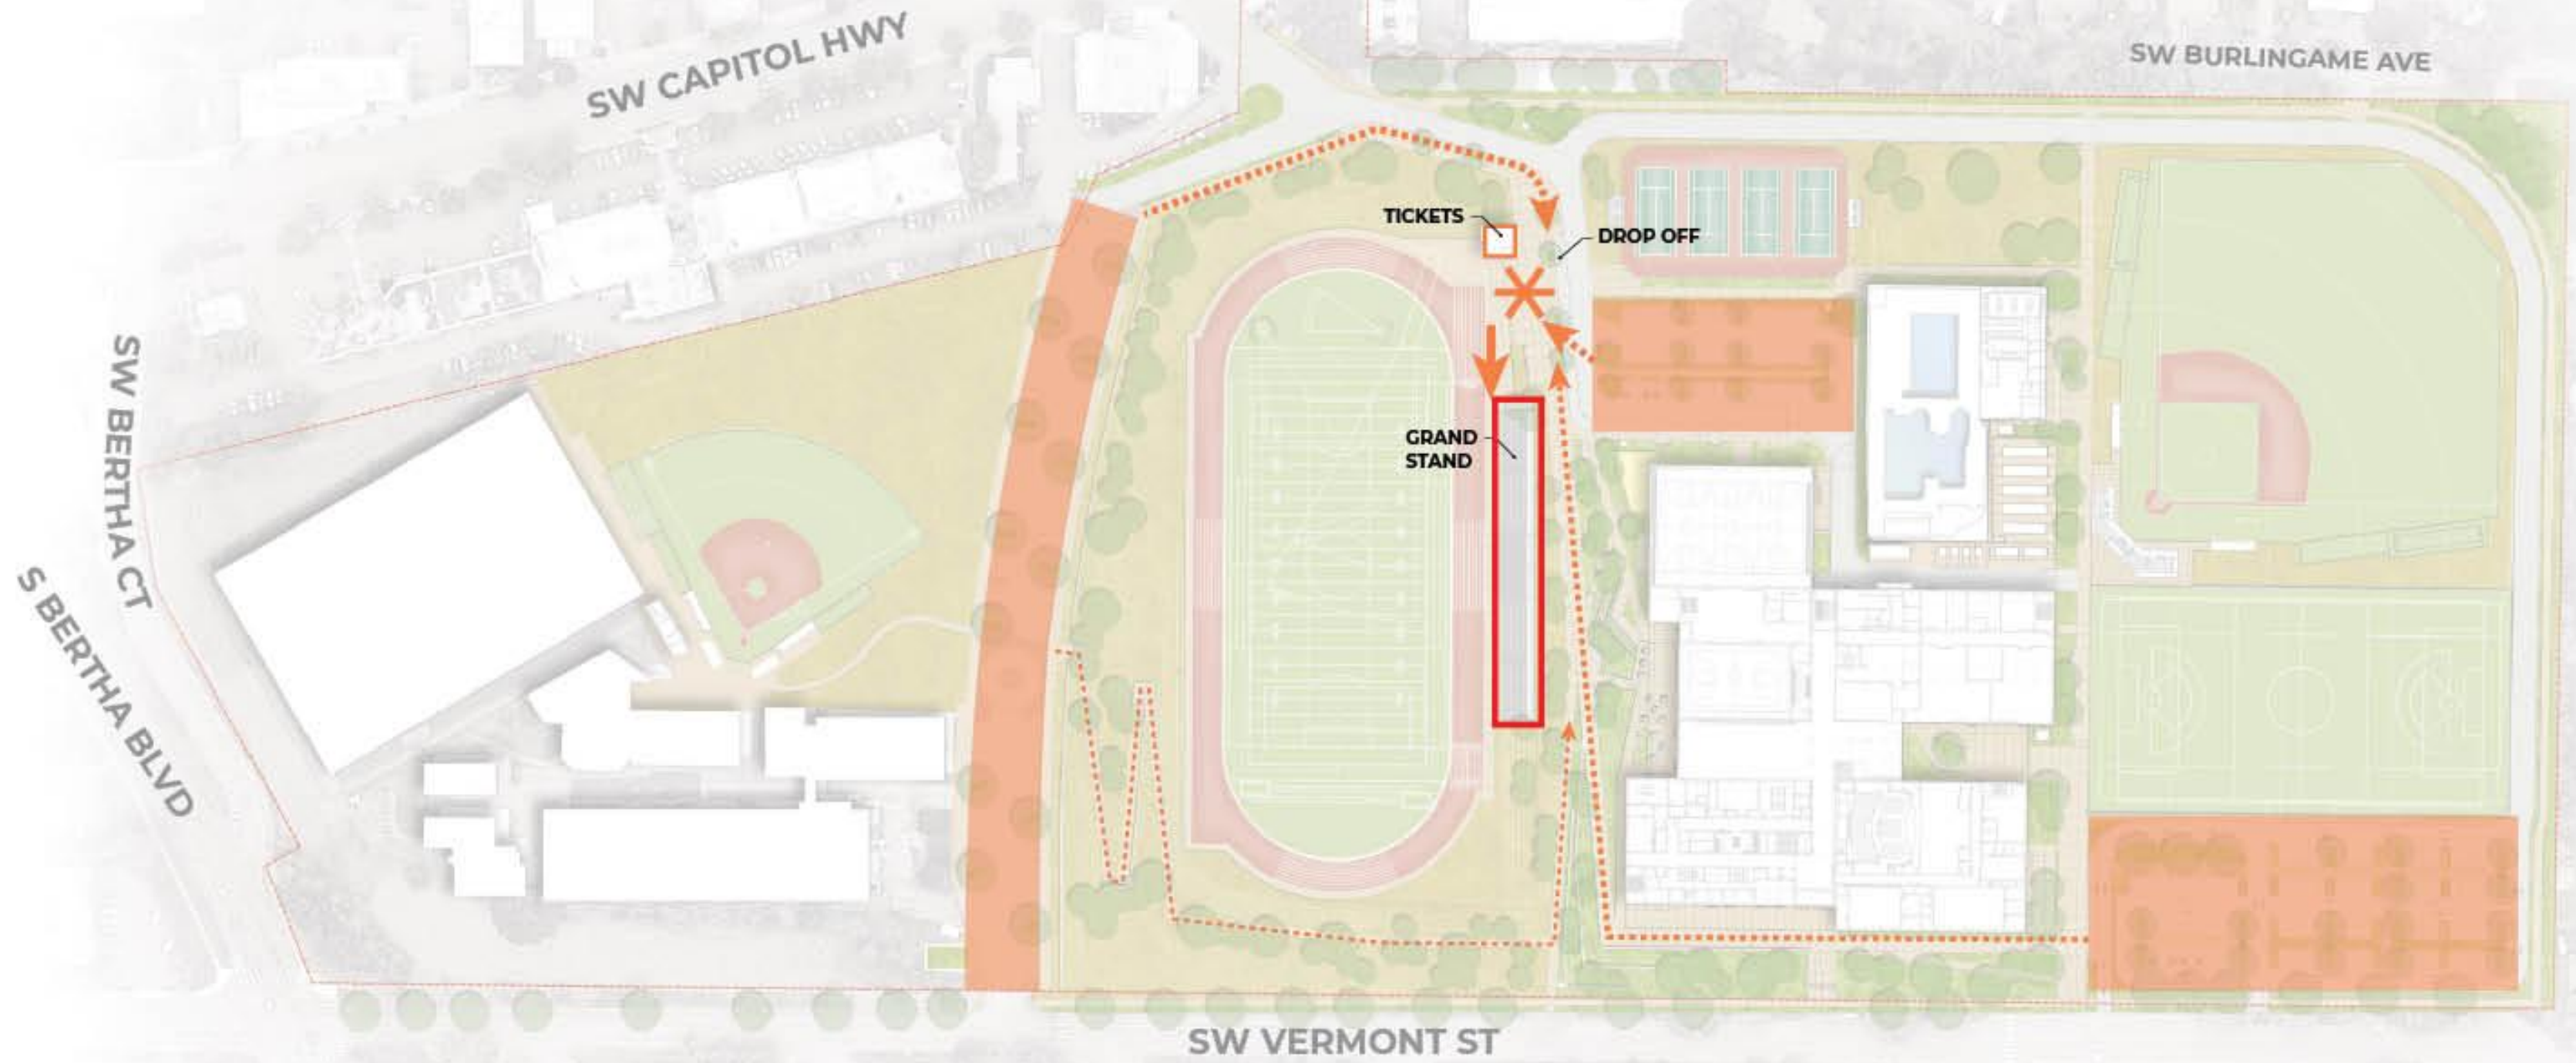 SW CAPITOL HWY
SW BURLINGAME AVE
TICKETS
DROP OFF
SW BERTHA CT
GRAND
STAND
S BERTHA BLVD
SW VERMONT ST